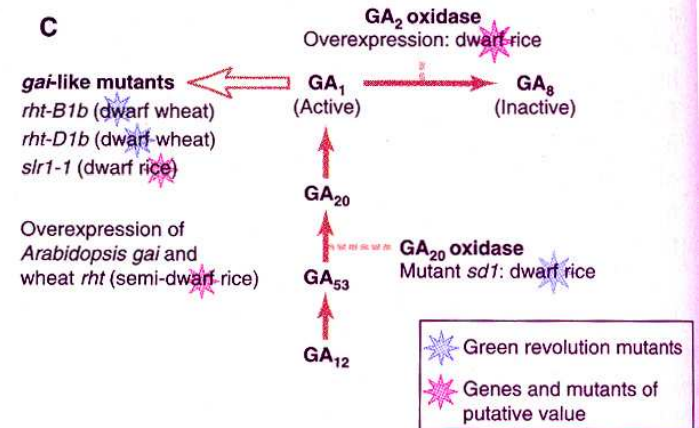 C
GA2 oxidase
Overexpression: dwarf rice
gai-like mutants
rht-B1b (dwarf wheat)
rht-D1b (dwarf wheat)
slr1-1 (dwarf rice)
GA1
(Active)
GA8
(Inactive)
GA20
Overexpression of
Arabidopsis gai and
wheat rht (semi-dwarf rice)
GA20 oxidase
Mutant sd1: dwarf rice
GA53
GA12
Green revolution mutants
Genes and mutants of
putative value